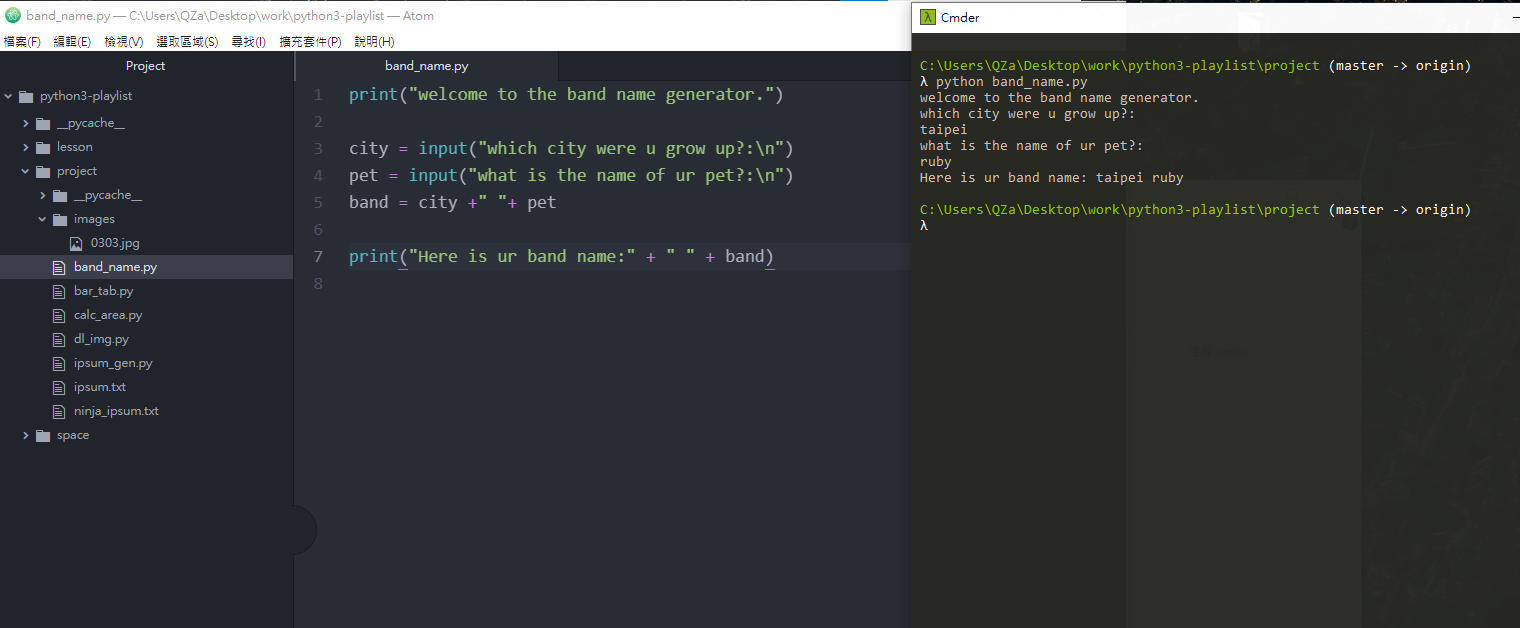 band_name.py — C:\Users\QZa\Desktop\work\python3-playlist — Atom
檔案(F) 編輯(E) 檢視(V) 選取區域(S) 尋找(I) 擴充套件(P) 說明(H)
Project
python3-playlist
__pycache__
lesson
project
__pycache__
images
0303.jpg
band_name.py
bar_tab.py
calc_area.py
dl_img.py
ipsum_gen.py
ipsum.txt
ninja_ipsum.txt
space
band_name.py
1 print("welcome to the band name generator.")
2
3 city = input("which city were u grow up?:\n")
4 pet = input("what is the name of ur pet?:\n")
5 band = city +" "+ pet
6
7 print("Here is ur band name:" + " " + band)
8
λ Cmder
C:\Users\QZa\Desktop\work\python3-playlist\project (master -> origin)
λ python band_name.py
welcome to the band name generator.
which city were u grow up?:
taipei
what is the name of ur pet?:
ruby
Here is ur band name: taipei ruby
C:\Users\QZa\Desktop\work\python3-playlist\project (master -> origin)
λ